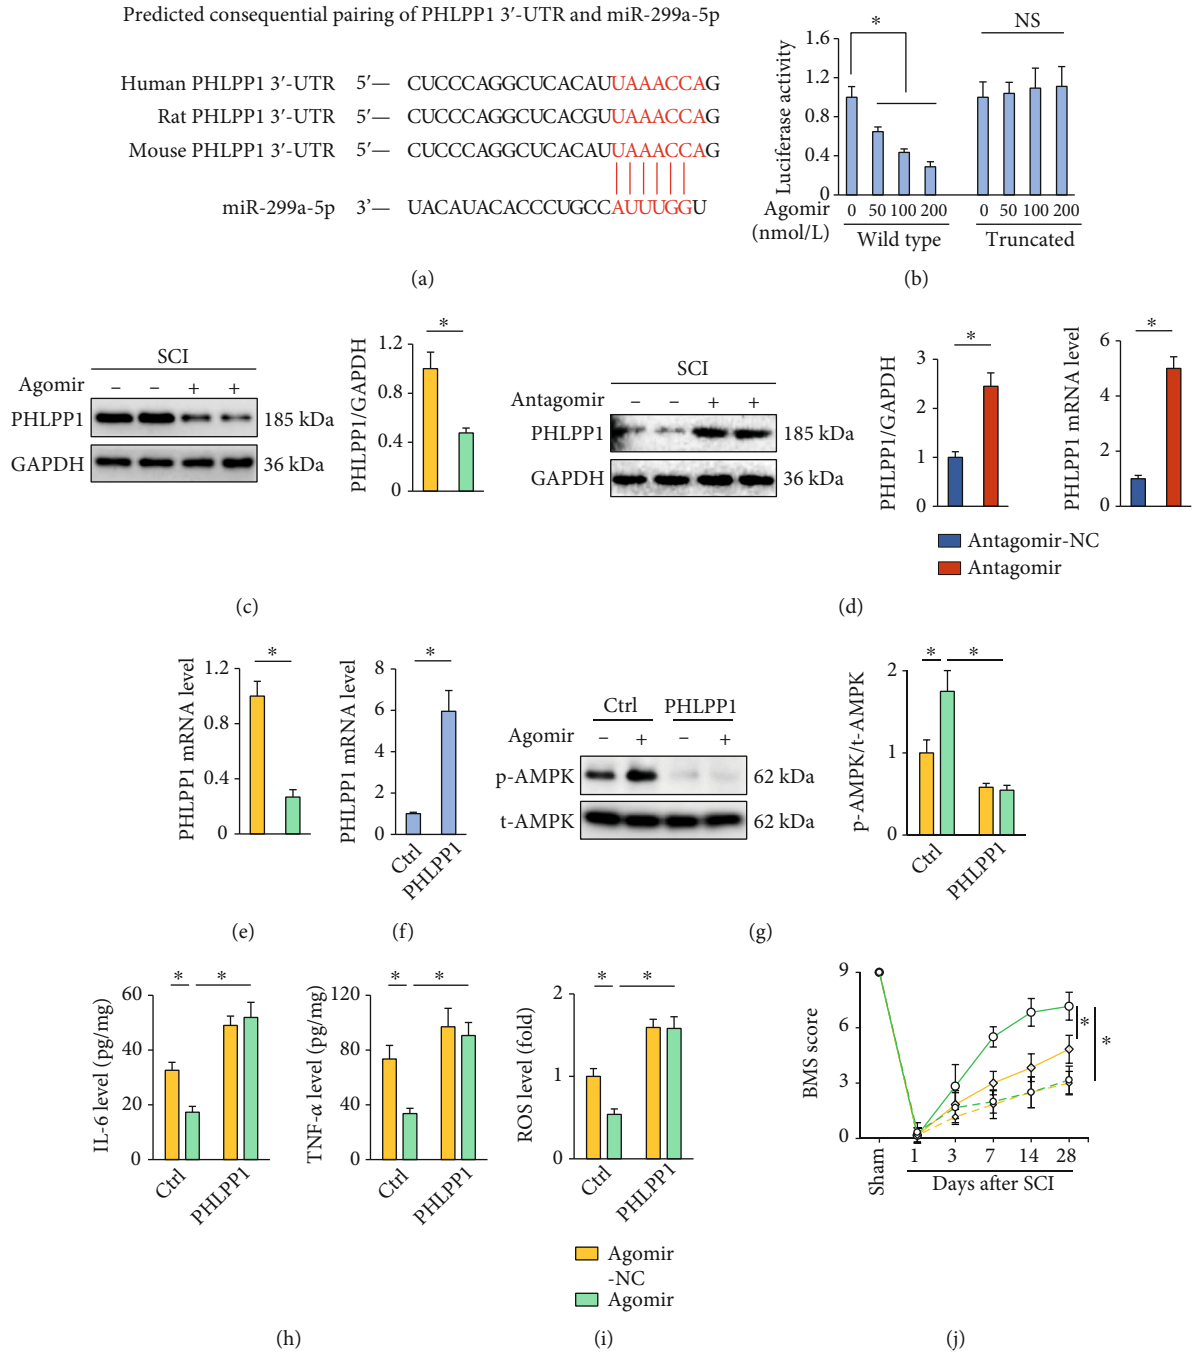 Predicted consequential pairing of PHLPP1 3′-UTR and miR-299a-5p
Human PHLPP1 3′-UTR 5′— CUCCCAGGCUCACAUUAAACCAG
Rat PHLPP1 3′-UTR 5′— CUCCCAGGCUCACGUUAAACCAG
Mouse PHLPP1 3′-UTR 5′— CUCCCAGGCUCACAUUAAACCAG
miR-299a-5p 3′— UACAUACACCCUGCCAUUUGGU
(a)
Luciferase activity
1.6
1.2
0.8
0.4
0
* NS
Agomir 0 50 100 200 0 50 100 200
(nmol/L) Wild type Truncated
(b)
SCI
Agomir − − + +
PHLPP1 185 kDa
GAPDH 36 kDa
PHLPP1/GAPDH
1.2
0.8
0.4
0
*
(c)
SCI
Antagomir − − + +
PHLPP1 185 kDa
GAPDH 36 kDa
PHLPP1/GAPDH
3
2
1
0
*
PHLPP1 mRNA level
6
4
2
0
*
Antagomir-NC
Antagomir
(d)
PHLPP1 mRNA level
1.2
0.8
0.4
0
*
(e)
PHLPP1 mRNA level
8
6
4
2
0
*
Ctrl
PHLPP1
(f)
Ctrl PHLPP1
Agomir − + − +
p-AMPK 62 kDa
t-AMPK 62 kDa
p-AMPK/t-AMPK
2
1
0
* *
Ctrl
PHLPP1
(g)
IL-6 level (pg/mg)
60
40
20
0
* *
Ctrl
PHLPP1
TNF-α level (pg/mg)
120
80
40
0
* *
Ctrl
PHLPP1
(h)
ROS level (fold)
2
1
0
* *
Ctrl
PHLPP1
Agomir
-NC
Agomir
(i)
BMS score
9
6
3
0
*
*
Sham
1 3 7 14 28
Days after SCI
(j)